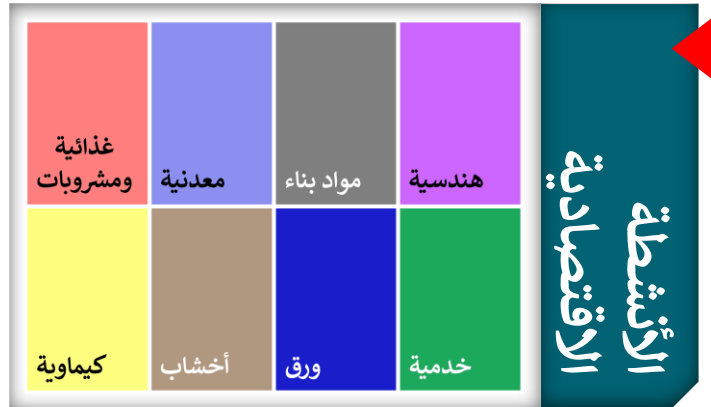 الأنشطة
الاقتصادية
هندسية
مواد بناء
معدنية
غذائية
ومشروبات
خدمية
ورق
أخشاب
كيماوية